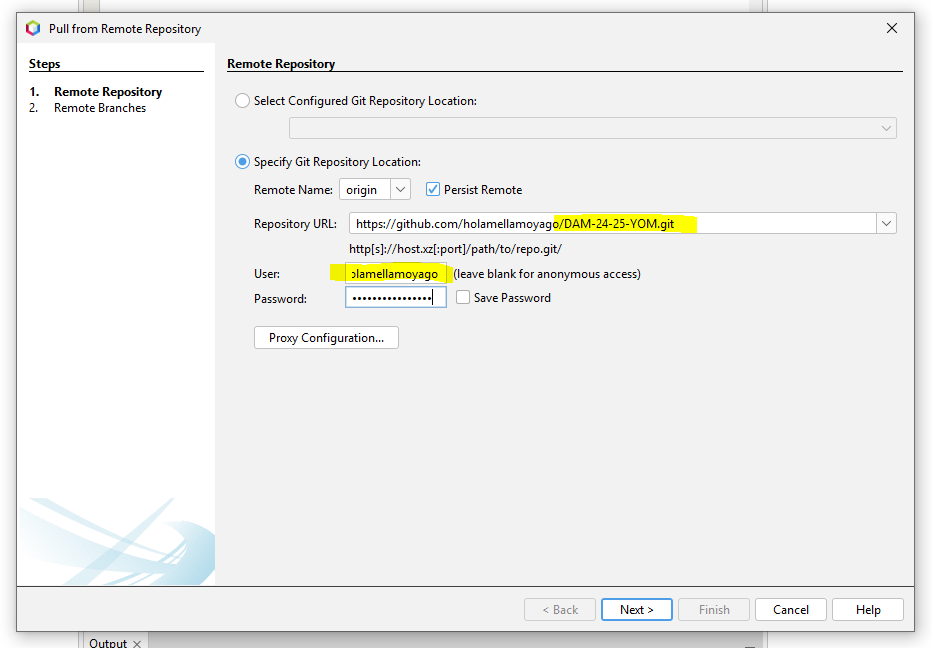 Pull from Remote Repository
Steps
1. Remote Repository
2. Remote Branches
Remote Repository
Select Configured Git Repository Location:
Specify Git Repository Location:
Remote Name: origin Persist Remote
Repository URL: https://github.com/holamellamoyago/DAM-24-25-YOM.git
http[s]://host.xz[:port]/path/to/repo.git/
User: olamellamoyago (leave blank for anonymous access)
Password: •••••••••••••••• Save Password
Proxy Configuration...
< Back Next > Finish Cancel Help
Output